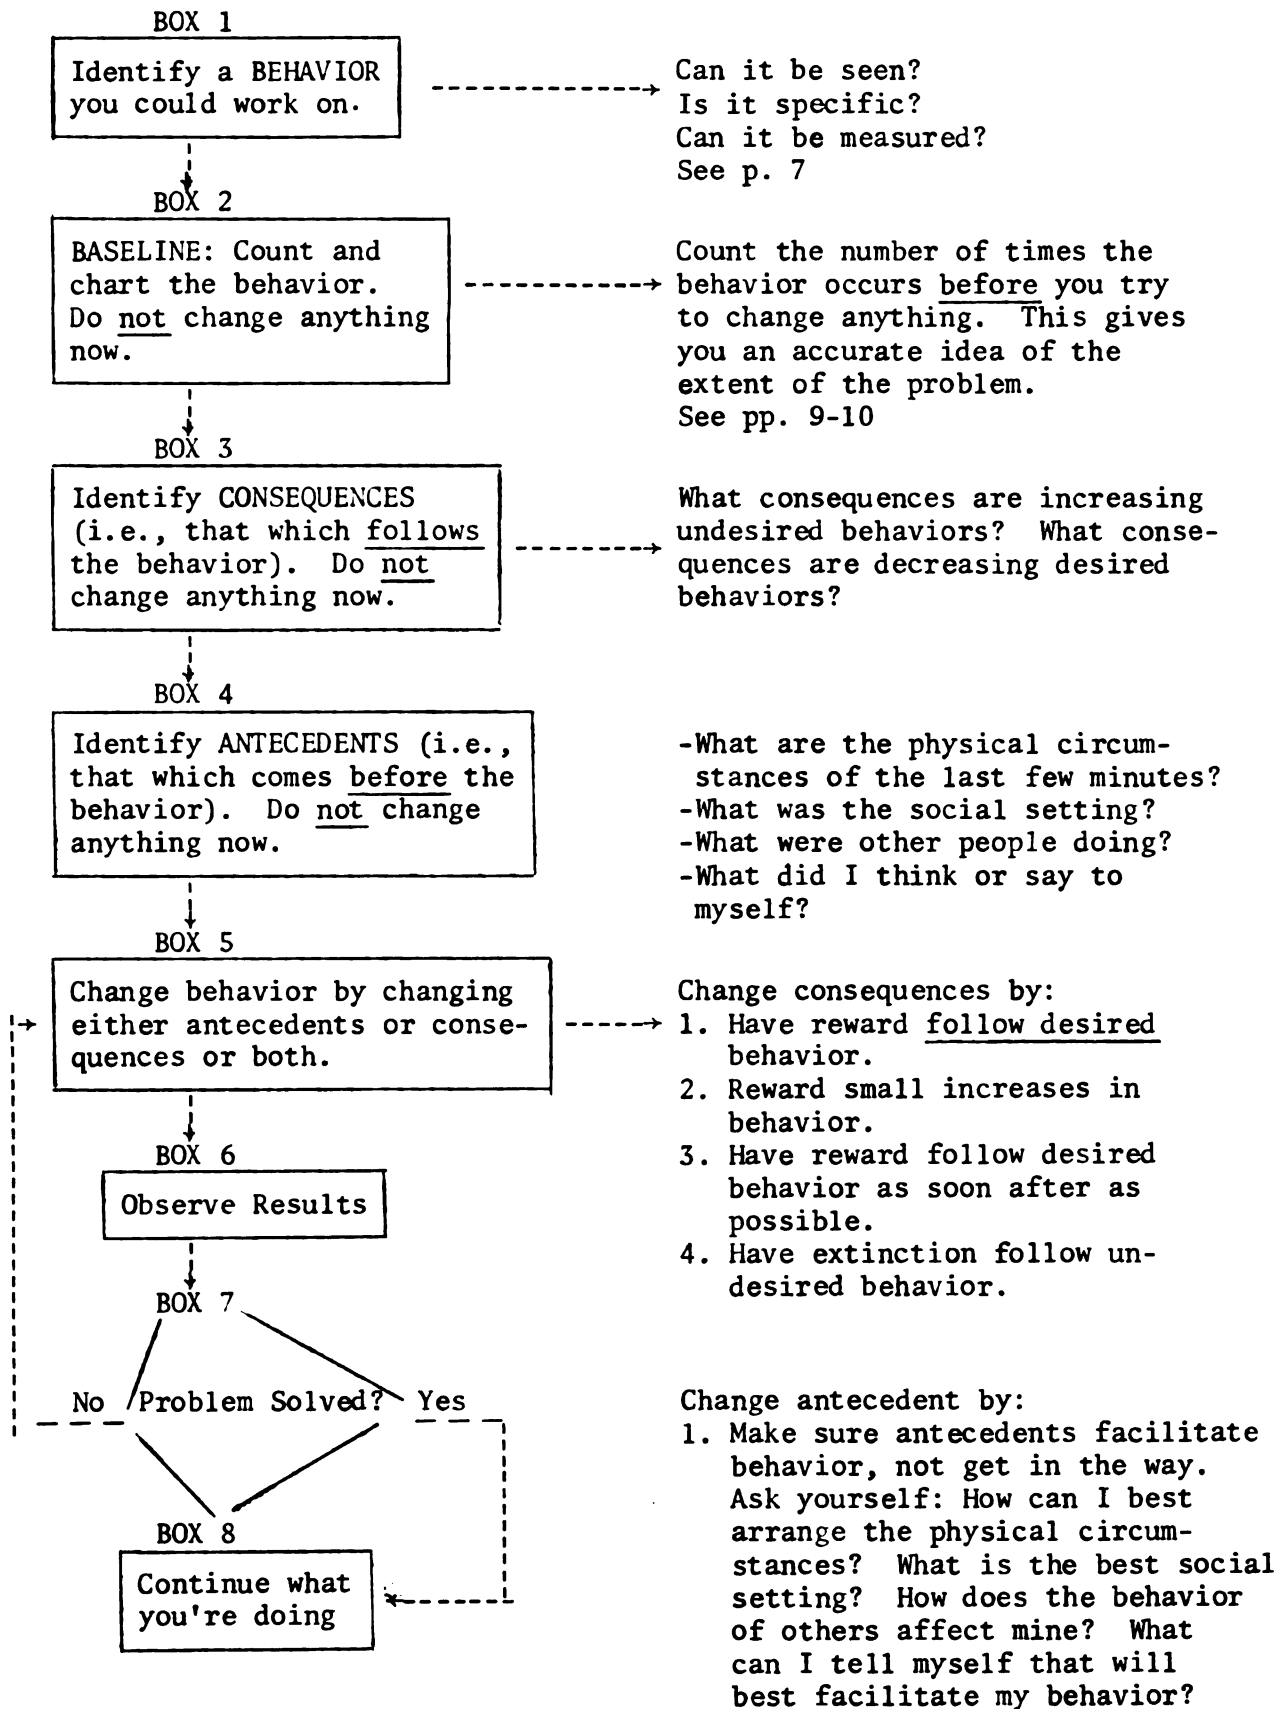 BOX 1
Identify a BEHAVIOR
you could work on.
Can it be seen?
Is it specific?
Can it be measured?
See p. 7
BOX 2
BASELINE: Count and
chart the behavior.
Do not change anything
now.
Count the number of times the
behavior occurs before you try
to change anything. This gives
you an accurate idea of the
extent of the problem.
See pp. 9-10
BOX 3
Identify CONSEQUENCES
(i.e., that which follows
the behavior). Do not
change anything now.
What consequences are increasing
undesired behaviors? What conse-
quences are decreasing desired
behaviors?
BOX 4
Identify ANTECEDENTS (i.e.,
that which comes before the
behavior). Do not change
anything now.
-What are the physical circum-
stances of the last few minutes?
-What was the social setting?
-What were other people doing?
-What did I think or say to
myself?
BOX 5
Change behavior by changing
either antecedents or conse-
quences or both.
Change consequences by:
1. Have reward follow desired
behavior.
2. Reward small increases in
behavior.
3. Have reward follow desired
behavior as soon after as
possible.
4. Have extinction follow un-
desired behavior.
BOX 6
Observe Results
BOX 7
No Problem Solved? Yes
BOX 8
Continue what
you're doing
Change antecedent by:
1. Make sure antecedents facilitate
behavior, not get in the way.
Ask yourself: How can I best
arrange the physical circum-
stances? What is the best social
setting? How does the behavior
of others affect mine? What
can I tell myself that will
best facilitate my behavior?